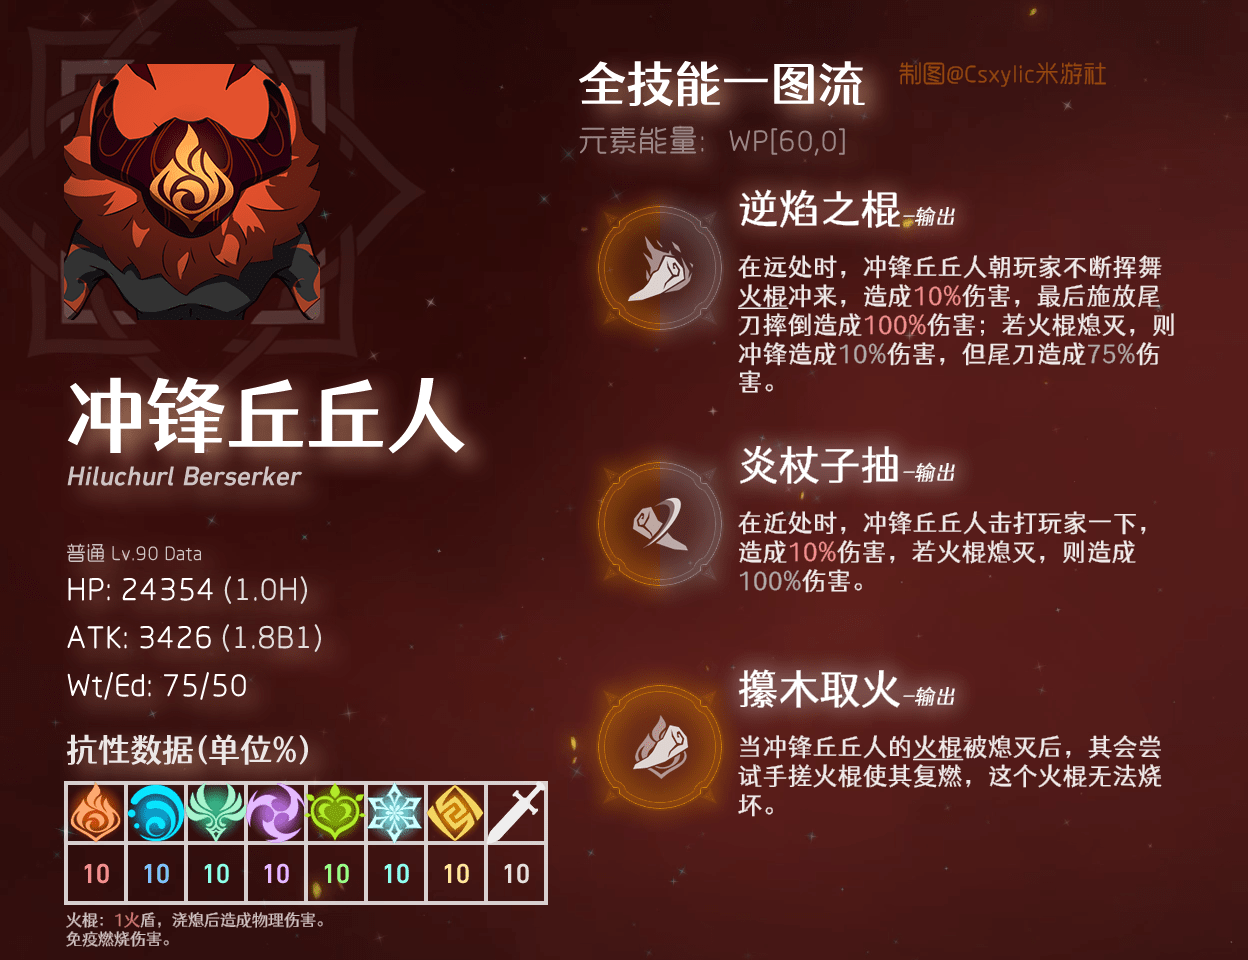 全技能一图流
制图@Csxylic米游社
元素能量： WP[60,0]
逆焰之棍–输出
在远处时，冲锋丘丘人朝玩家不断挥舞
火棍冲来，造成10%伤害，最后施放尾
刀摔倒造成100%伤害；若火棍熄灭，则
冲锋造成10%伤害，但尾刀造成75%伤
害。
冲锋丘丘人
Hiluchurl Berserker
炎杖子抽–输出
在近处时，冲锋丘丘人击打玩家一下，
造成10%伤害，若火棍熄灭，则造成
100%伤害。
普通 Lv.90 Data
HP: 24354 (1.0H)
ATK: 3426 (1.8B1)
Wt/Ed: 75/50
攥木取火–输出
当冲锋丘丘人的火棍被熄灭后，其会尝
试手搓火棍使其复燃，这个火棍无法烧
坏。
抗性数据(单位%)
10 10 10 10 10 10 10 10
火棍：1火盾，浇熄后造成物理伤害。
免疫燃烧伤害。